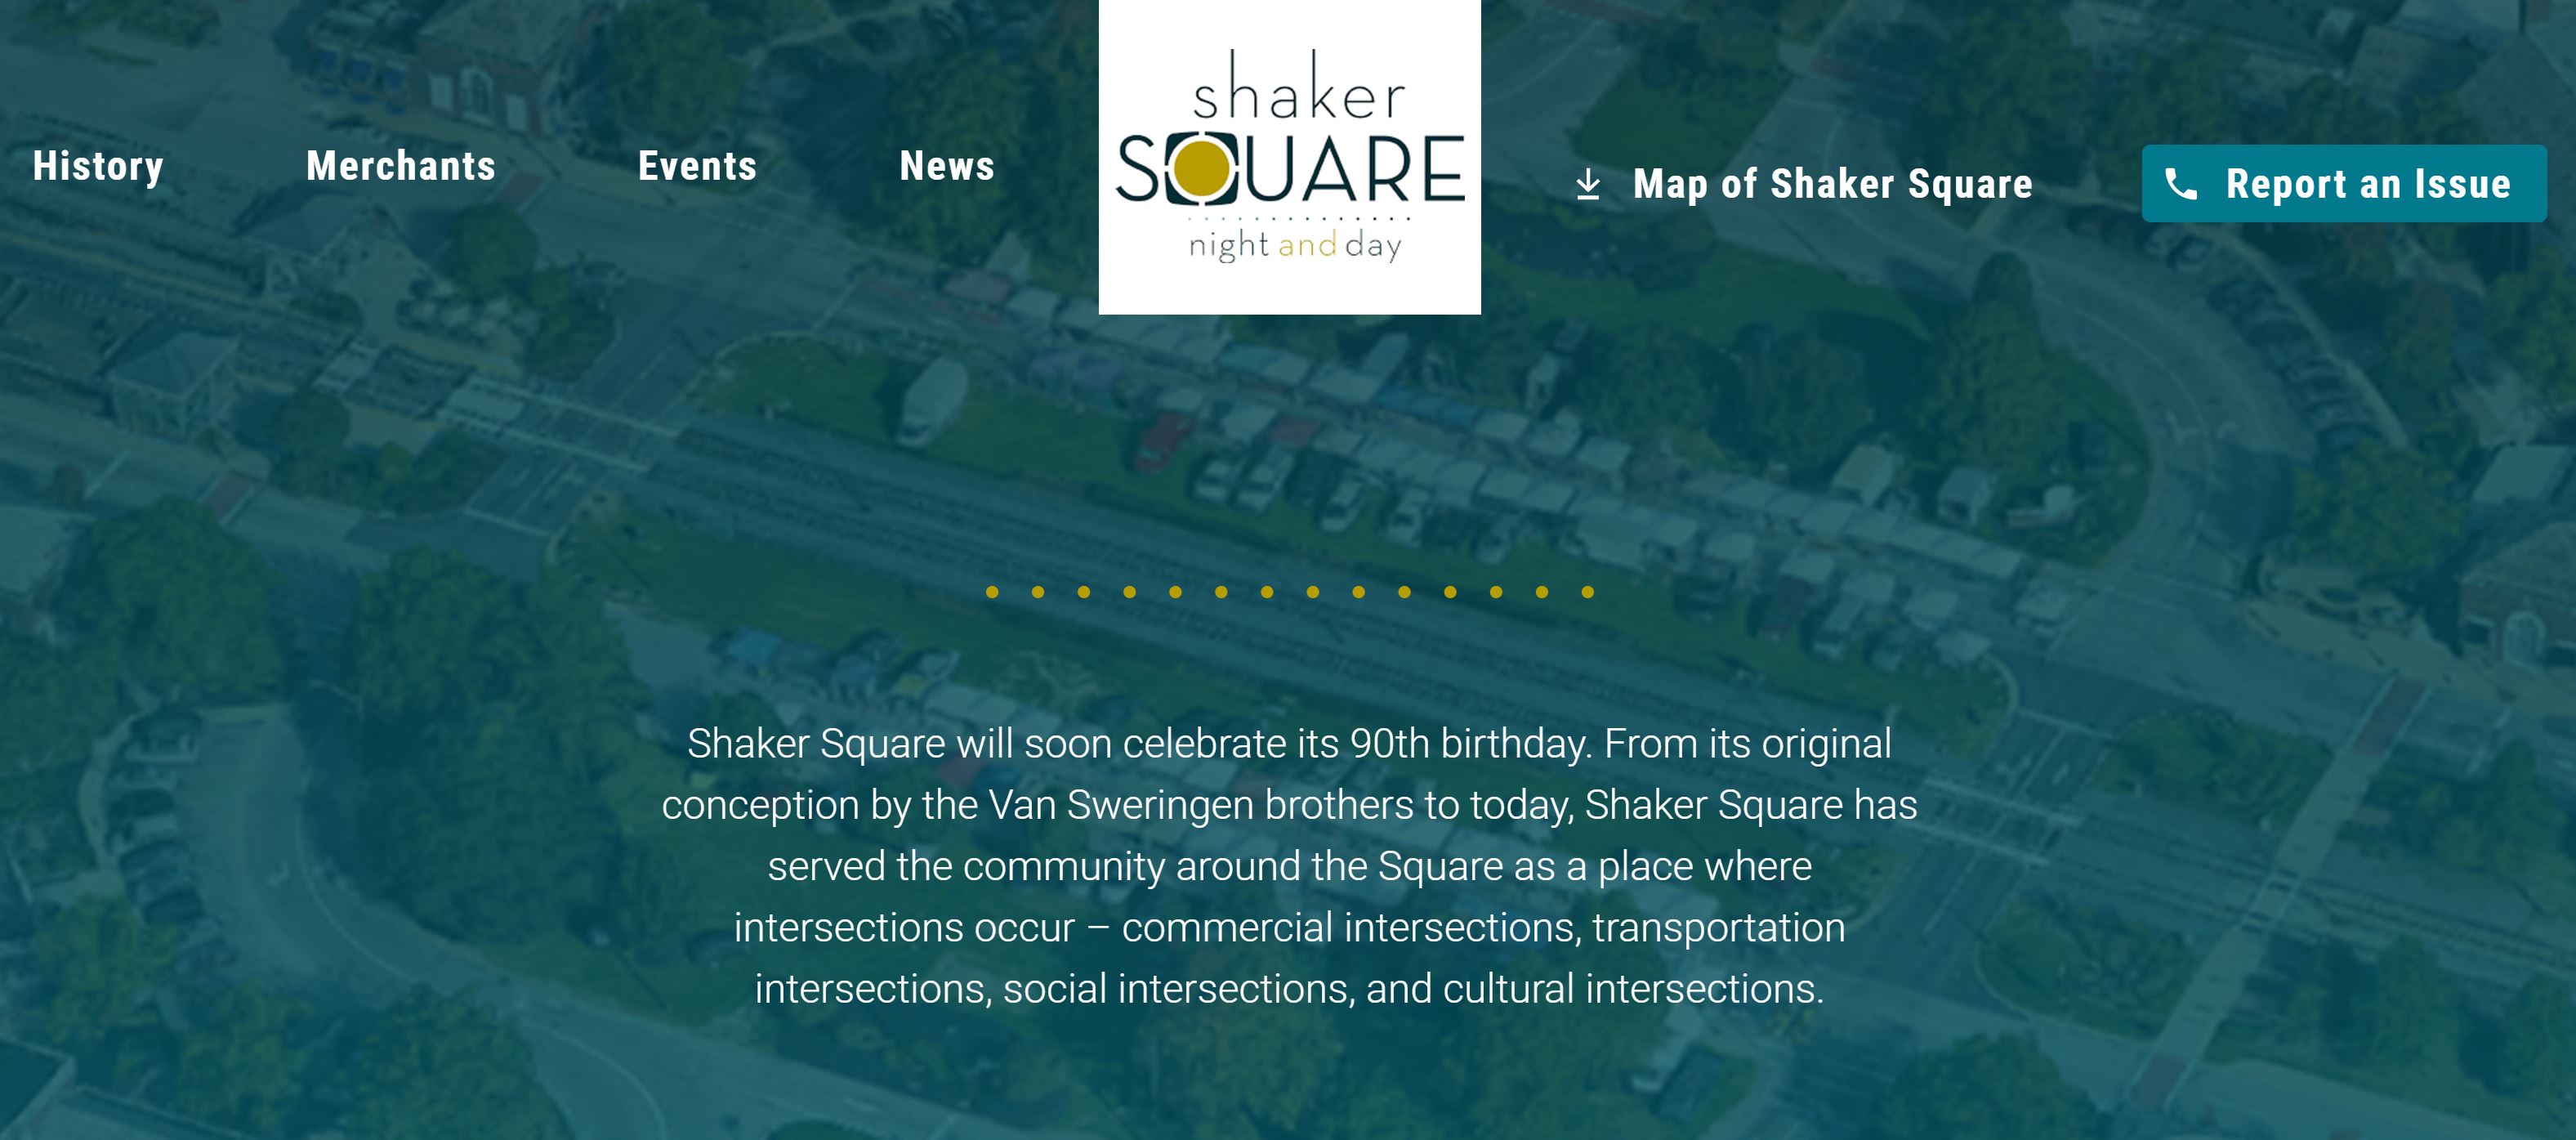 History
Merchants
Events
News
shaker
SQUARE
night and day
Map of Shaker Square
Report an Issue
Shaker Square will soon celebrate its 90th birthday. From its original
conception by the Van Sweringen brothers to today, Shaker Square has
served the community around the Square as a place where
intersections occur – commercial intersections, transportation
intersections, social intersections, and cultural intersections.